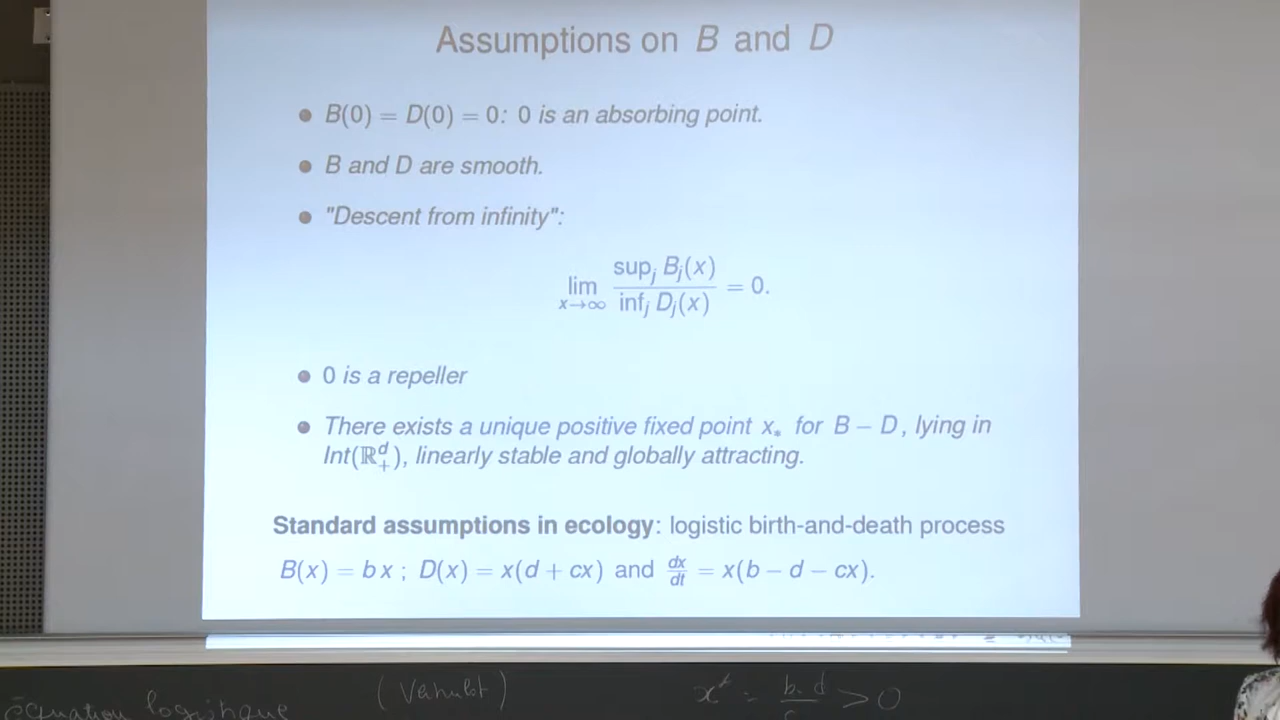 Assumptions on B and D
• B(0) = D(0) = 0: 0 is an absorbing point.
• B and D are smooth.
• "Descent from infinity":
lim x→∞ sup_j B_j(x) / inf_j D_j(x) = 0.
• 0 is a repeller
• There exists a unique positive fixed point x_* for B − D, lying in
Int(ℝ₊ᵈ), linearly stable and globally attracting.
Standard assumptions in ecology: logistic birth-and-death process
B(x) = b x ; D(x) = x(d + cx) and dx/dt = x(b − d − cx).
équation logistique (Verhulst) x* = b-d/c > 0